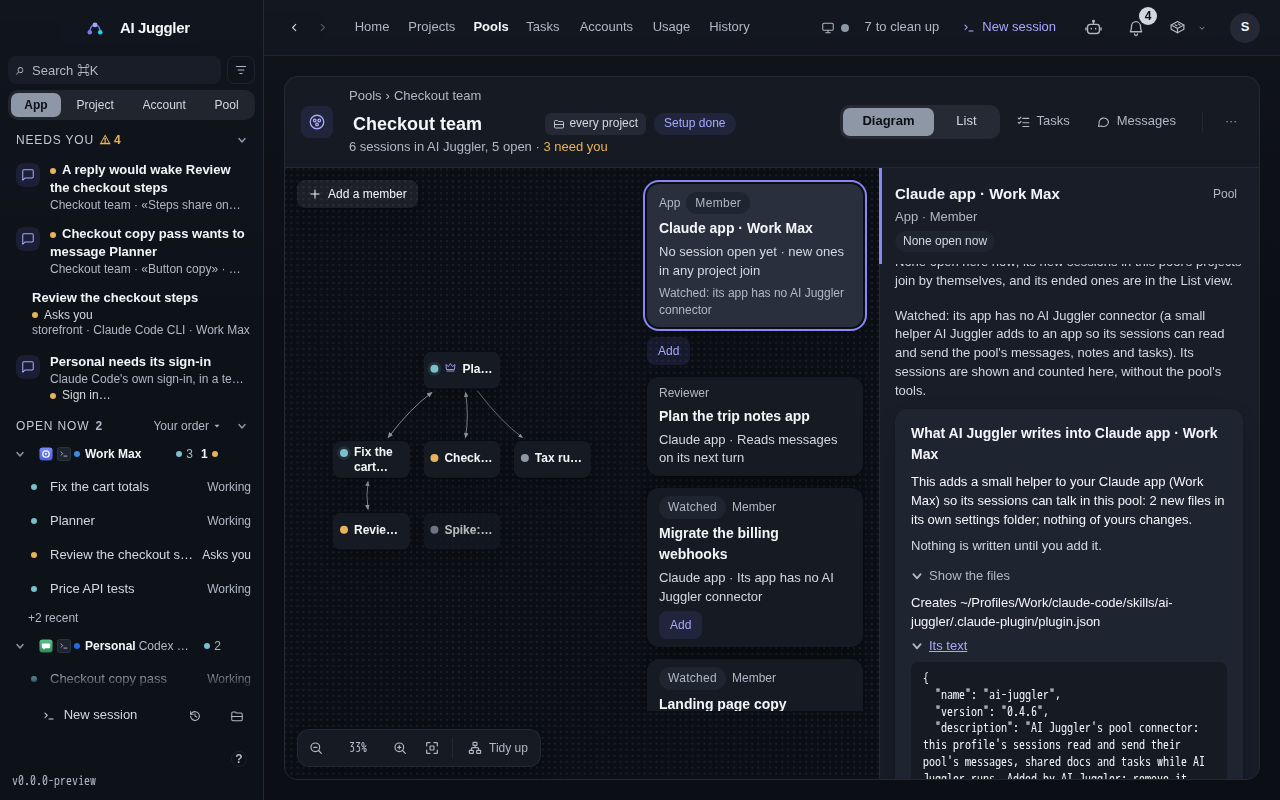 AI Juggler
Search ⌘K
App Project Account Pool
NEEDS YOU 4
A reply would wake Review
the checkout steps
Checkout team · «Steps share on…
Checkout copy pass wants to
message Planner
Checkout team · «Button copy» · …
Review the checkout steps
Asks you
storefront · Claude Code CLI · Work Max
Personal needs its sign-in
Claude Code's own sign-in, in a te…
Sign in…
OPEN NOW 2 Your order
Work Max 3 1
Fix the cart totals Working
Planner Working
Review the checkout s… Asks you
Price API tests Working
+2 recent
Personal Codex … 2
Checkout copy pass Working
New session
?
v0.0.0-preview
Home Projects Pools Tasks Accounts Usage History
7 to clean up New session 4 S
Pools › Checkout team
Checkout team every project Setup done
6 sessions in AI Juggler, 5 open · 3 need you
Diagram List Tasks Messages …
Add a member
Pla…
Fix the
cart…
Check…
Tax ru…
Revie…
Spike:…
33% Tidy up
App Member
Claude app · Work Max
No session open yet · new ones
in any project join
Watched: its app has no AI Juggler
connector
Add
Reviewer
Plan the trip notes app
Claude app · Reads messages
on its next turn
Watched Member
Migrate the billing
webhooks
Claude app · Its app has no AI
Juggler connector
Add
Watched Member
Landing page copy
Claude app · Work Max Pool
App · Member
None open now
None open here now; its new sessions in this pool's projects
join by themselves, and its ended ones are in the List view.
Watched: its app has no AI Juggler connector (a small
helper AI Juggler adds to an app so its sessions can read
and send the pool's messages, notes and tasks). Its
sessions are shown and counted here, without the pool's
tools.
What AI Juggler writes into Claude app · Work
Max
This adds a small helper to your Claude app (Work
Max) so its sessions can talk in this pool: 2 new files in
its own settings folder; nothing of yours changes.
Nothing is written until you add it.
Show the files
Creates ~/Profiles/Work/claude-code/skills/ai-
juggler/.claude-plugin/plugin.json
Its text
{
"name": "ai-juggler",
"version": "0.4.6",
"description": "AI Juggler's pool connector:
this profile's sessions read and send their
pool's messages, shared docs and tasks while AI
Juggler runs. Added by AI Juggler; remove it